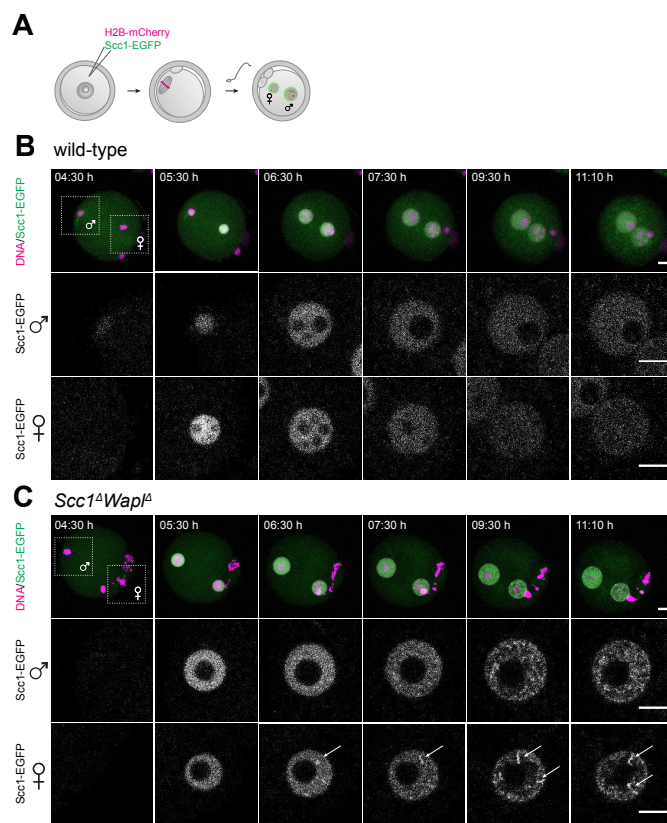 A
H2B-mCherry
Scc1-EGFP
♀
♂
B wild-type
DNA/Scc1-EGFP
04:30 h 05:30 h 06:30 h 07:30 h 09:30 h 11:10 h
♂
♀
Scc1-EGFP ♂
Scc1-EGFP ♀
C Scc1ΔWaplΔ
DNA/Scc1-EGFP
04:30 h 05:30 h 06:30 h 07:30 h 09:30 h 11:10 h
♂
♀
Scc1-EGFP ♂
Scc1-EGFP ♀